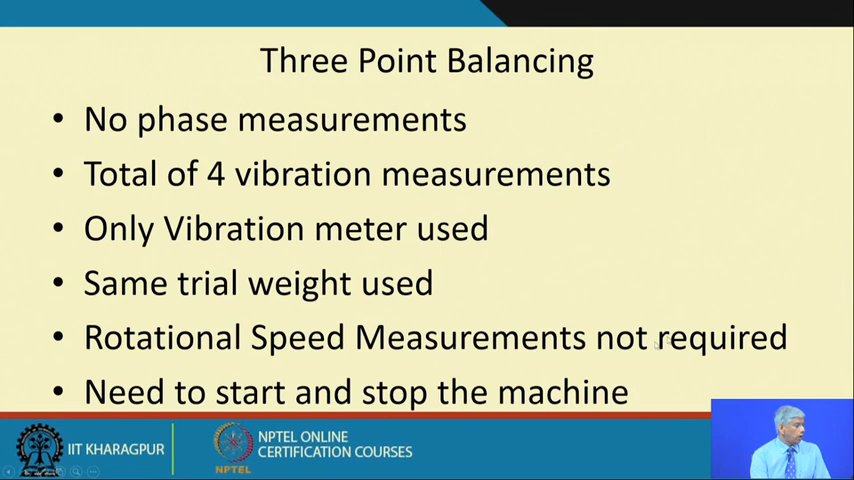 Three Point Balancing
• No phase measurements
• Total of 4 vibration measurements
• Only Vibration meter used
• Same trial weight used
• Rotational Speed Measurements not required
• Need to start and stop the machine
IIT KHARAGPUR
NPTEL ONLINE
CERTIFICATION COURSES
NPTEL